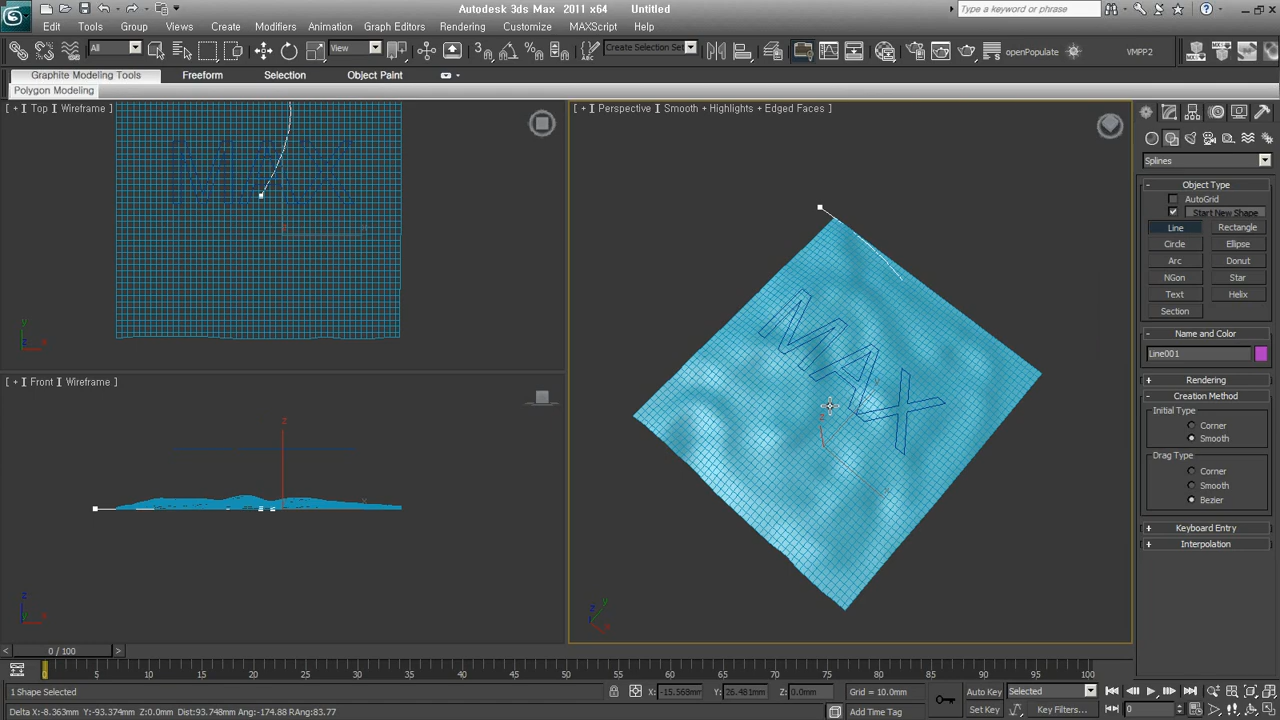 Autodesk 3ds Max 2011 x64 Untitled
Type a keyword or phrase
Edit Tools Group Views Create Modifiers Animation Graph Editors Rendering Customize MAXScript Help
All View Create Selection Set openPopulate VMPP2
Graphite Modeling Tools Freeform Selection Object Paint
Polygon Modeling
[ + ] Top [ Wireframe ]
[ + ] Perspective [ Smooth + Highlights + Edged Faces ]
Splines
Object Type
AutoGrid
Start New Shape
Line Rectangle
Circle Ellipse
Arc Donut
NGon Star
Text Helix
Section
Name and Color
Line001
Rendering
Creation Method
Initial Type
Corner
Smooth
Drag Type
Corner
Smooth
Bezier
Keyboard Entry
Interpolation
MAX
[ + ] Front [ Wireframe ]
0 / 100
0 5 10 15 20 25 30 35 40 45 50 55 60 65 70 75 80 85 90 95 100
1 Shape Selected X: -15.568mm Y: -26.481mm Z: 0.0mm Grid = 10.0mm Auto Key Selected
Delta X-8.363mm Y:-93.374mm Z:0.0mm Dist:93.748mm Ang:-174.88 RAng:83.77 Add Time Tag Set Key Key Filters... 0